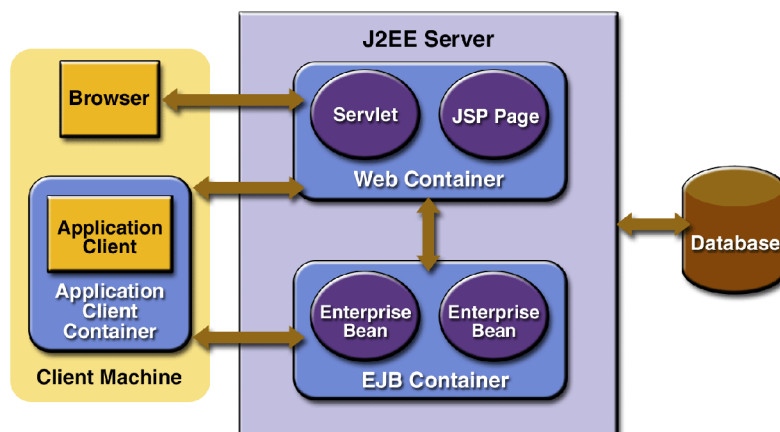 J2EE Server
Browser
Servlet
JSP Page
Web Container
Application
Client
Application
Client
Container
Client Machine
Enterprise
Bean
Enterprise
Bean
EJB Container
Database